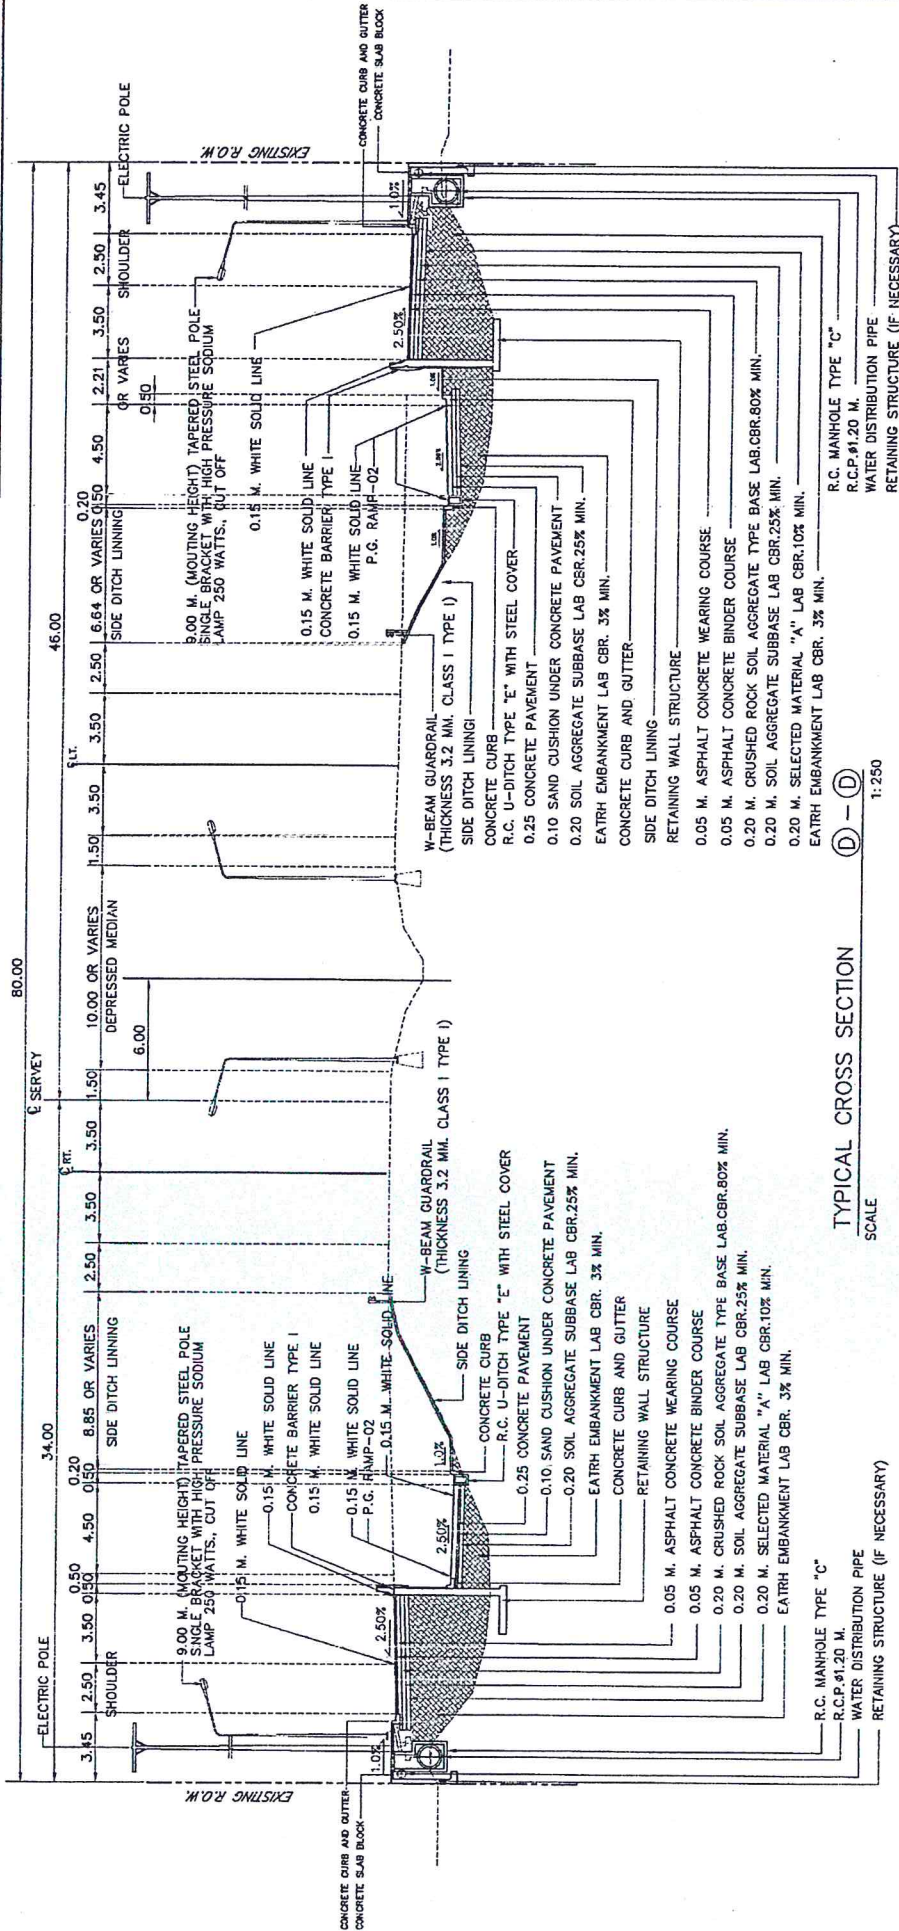 80.00
34.00
46.00
℄ SERVEY
℄ RT.
℄ LT.
ELECTRIC POLE
3.45
2.50
3.50
0.50
0.50
4.50
0.50
0.20
8.85 OR VARIES
2.50
3.50
3.50
1.50
10.00 OR VARIES
1.50
3.50
3.50
2.50
6.64 OR VARIES
0.50
0.20
4.50
0.50
2.21
OR VARIES
3.50
2.50
3.45
ELECTRIC POLE
SHOULDER
SIDE DITCH LINNING
DEPRESSED MEDIAN
6.00
SIDE DITCH LINNING
SHOULDER
EXISTING R.O.W.
EXISTING R.O.W.
9.00 M. (MOUTING HEIGHT) TAPERED STEEL POLE
SINGLE BRACKET WITH HIGH PRESSURE SODIUM
LAMP 250 WATTS., CUT OFF
0.15 M. WHITE SOLID LINE
0.15 M. WHITE SOLID LINE
CONCRETE BARRIER TYPE I
0.15 M. WHITE SOLID LINE
0.15 M. WHITE SOLID LINE
P.G. RAMP-02
0.15 M. WHITE SOLID LINE
W-BEAM GUARDRAIL
(THICKNESS 3.2 MM. CLASS I TYPE I)
SIDE DITCH LINING
CONCRETE CURB
R.C. U-DITCH TYPE "E" WITH STEEL COVER
0.25 CONCRETE PAVEMENT
0.10 SAND CUSHION UNDER CONCRETE PAVEMENT
0.20 SOIL AGGREGATE SUBBASE LAB CBR.25% MIN.
EATRH EMBANKMENT LAB CBR. 3% MIN.
CONCRETE CURB AND GUTTER
RETAINING WALL STRUCTURE
0.05 M. ASPHALT CONCRETE WEARING COURSE
0.05 M. ASPHALT CONCRETE BINDER COURSE
0.20 M. CRUSHED ROCK SOIL AGGREGATE TYPE BASE LAB.CBR.80% MIN.
0.20 M. SOIL AGGREGATE SUBBASE LAB CBR.25% MIN.
0.20 M. SELECTED MATERIAL "A" LAB CBR.10% MIN.
EATRH EMBANKMENT LAB CBR. 3% MIN.
R.C. MANHOLE TYPE "C"
R.C.P.ø1.20 M.
WATER DISTRIBUTION PIPE
RETAINING STRUCTURE (IF NECESSARY)
CONCRETE CURB AND GUTTER
CONCRETE SLAB BLOCK
1.0%
2.50%
2.50%
1.0%
9.00 M. (MOUTING HEIGHT) TAPERED STEEL POLE
SINGLE BRACKET WITH HIGH PRESSURE SODIUM
LAMP 250 WATTS., CUT OFF
0.15 M. WHITE SOLID LINE
0.15 M. WHITE SOLID LINE
CONCRETE BARRIER TYPE I
0.15 M. WHITE SOLID LINE
P.G. RAMP-02
2.50%
1.0%
CONCRETE CURB AND GUTTER
CONCRETE SLAB BLOCK
W-BEAM GUARDRAIL
(THICKNESS 3.2 MM. CLASS I TYPE I)
SIDE DITCH LINING
CONCRETE CURB
R.C. U-DITCH TYPE "E" WITH STEEL COVER
0.25 CONCRETE PAVEMENT
0.10 SAND CUSHION UNDER CONCRETE PAVEMENT
0.20 SOIL AGGREGATE SUBBASE LAB CBR.25% MIN.
EATRH EMBANKMENT LAB CBR. 3% MIN.
CONCRETE CURB AND GUTTER
SIDE DITCH LINING
RETAINING WALL STRUCTURE
0.05 M. ASPHALT CONCRETE WEARING COURSE
0.05 M. ASPHALT CONCRETE BINDER COURSE
0.20 M. CRUSHED ROCK SOIL AGGREGATE TYPE BASE LAB.CBR.80% MIN.
0.20 M. SOIL AGGREGATE SUBBASE LAB CBR.25% MIN.
0.20 M. SELECTED MATERIAL "A" LAB CBR.10% MIN.
EATRH EMBANKMENT LAB CBR. 3% MIN.
R.C. MANHOLE TYPE "C"
R.C.P.ø1.20 M.
WATER DISTRIBUTION PIPE
RETAINING STRUCTURE (IF NECESSARY)
TYPICAL CROSS SECTION D - D
SCALE 1:250